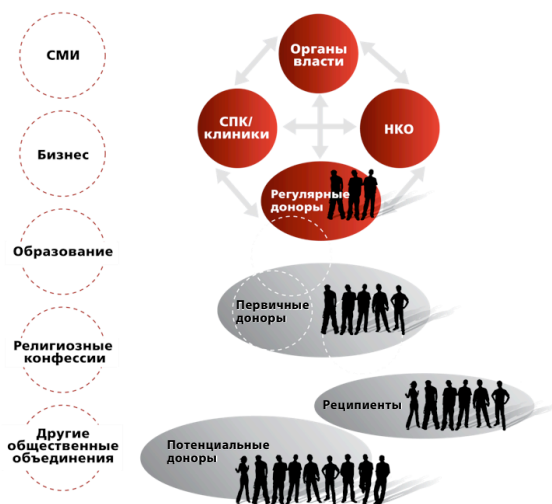 СМИ
Бизнес
Образование
Религиозные
конфессии
Другие
общественные
объединения
Органы
власти
СПК/
клиники
НКО
Регулярные
доноры
Первичные
доноры
Реципиенты
Потенциальные
доноры